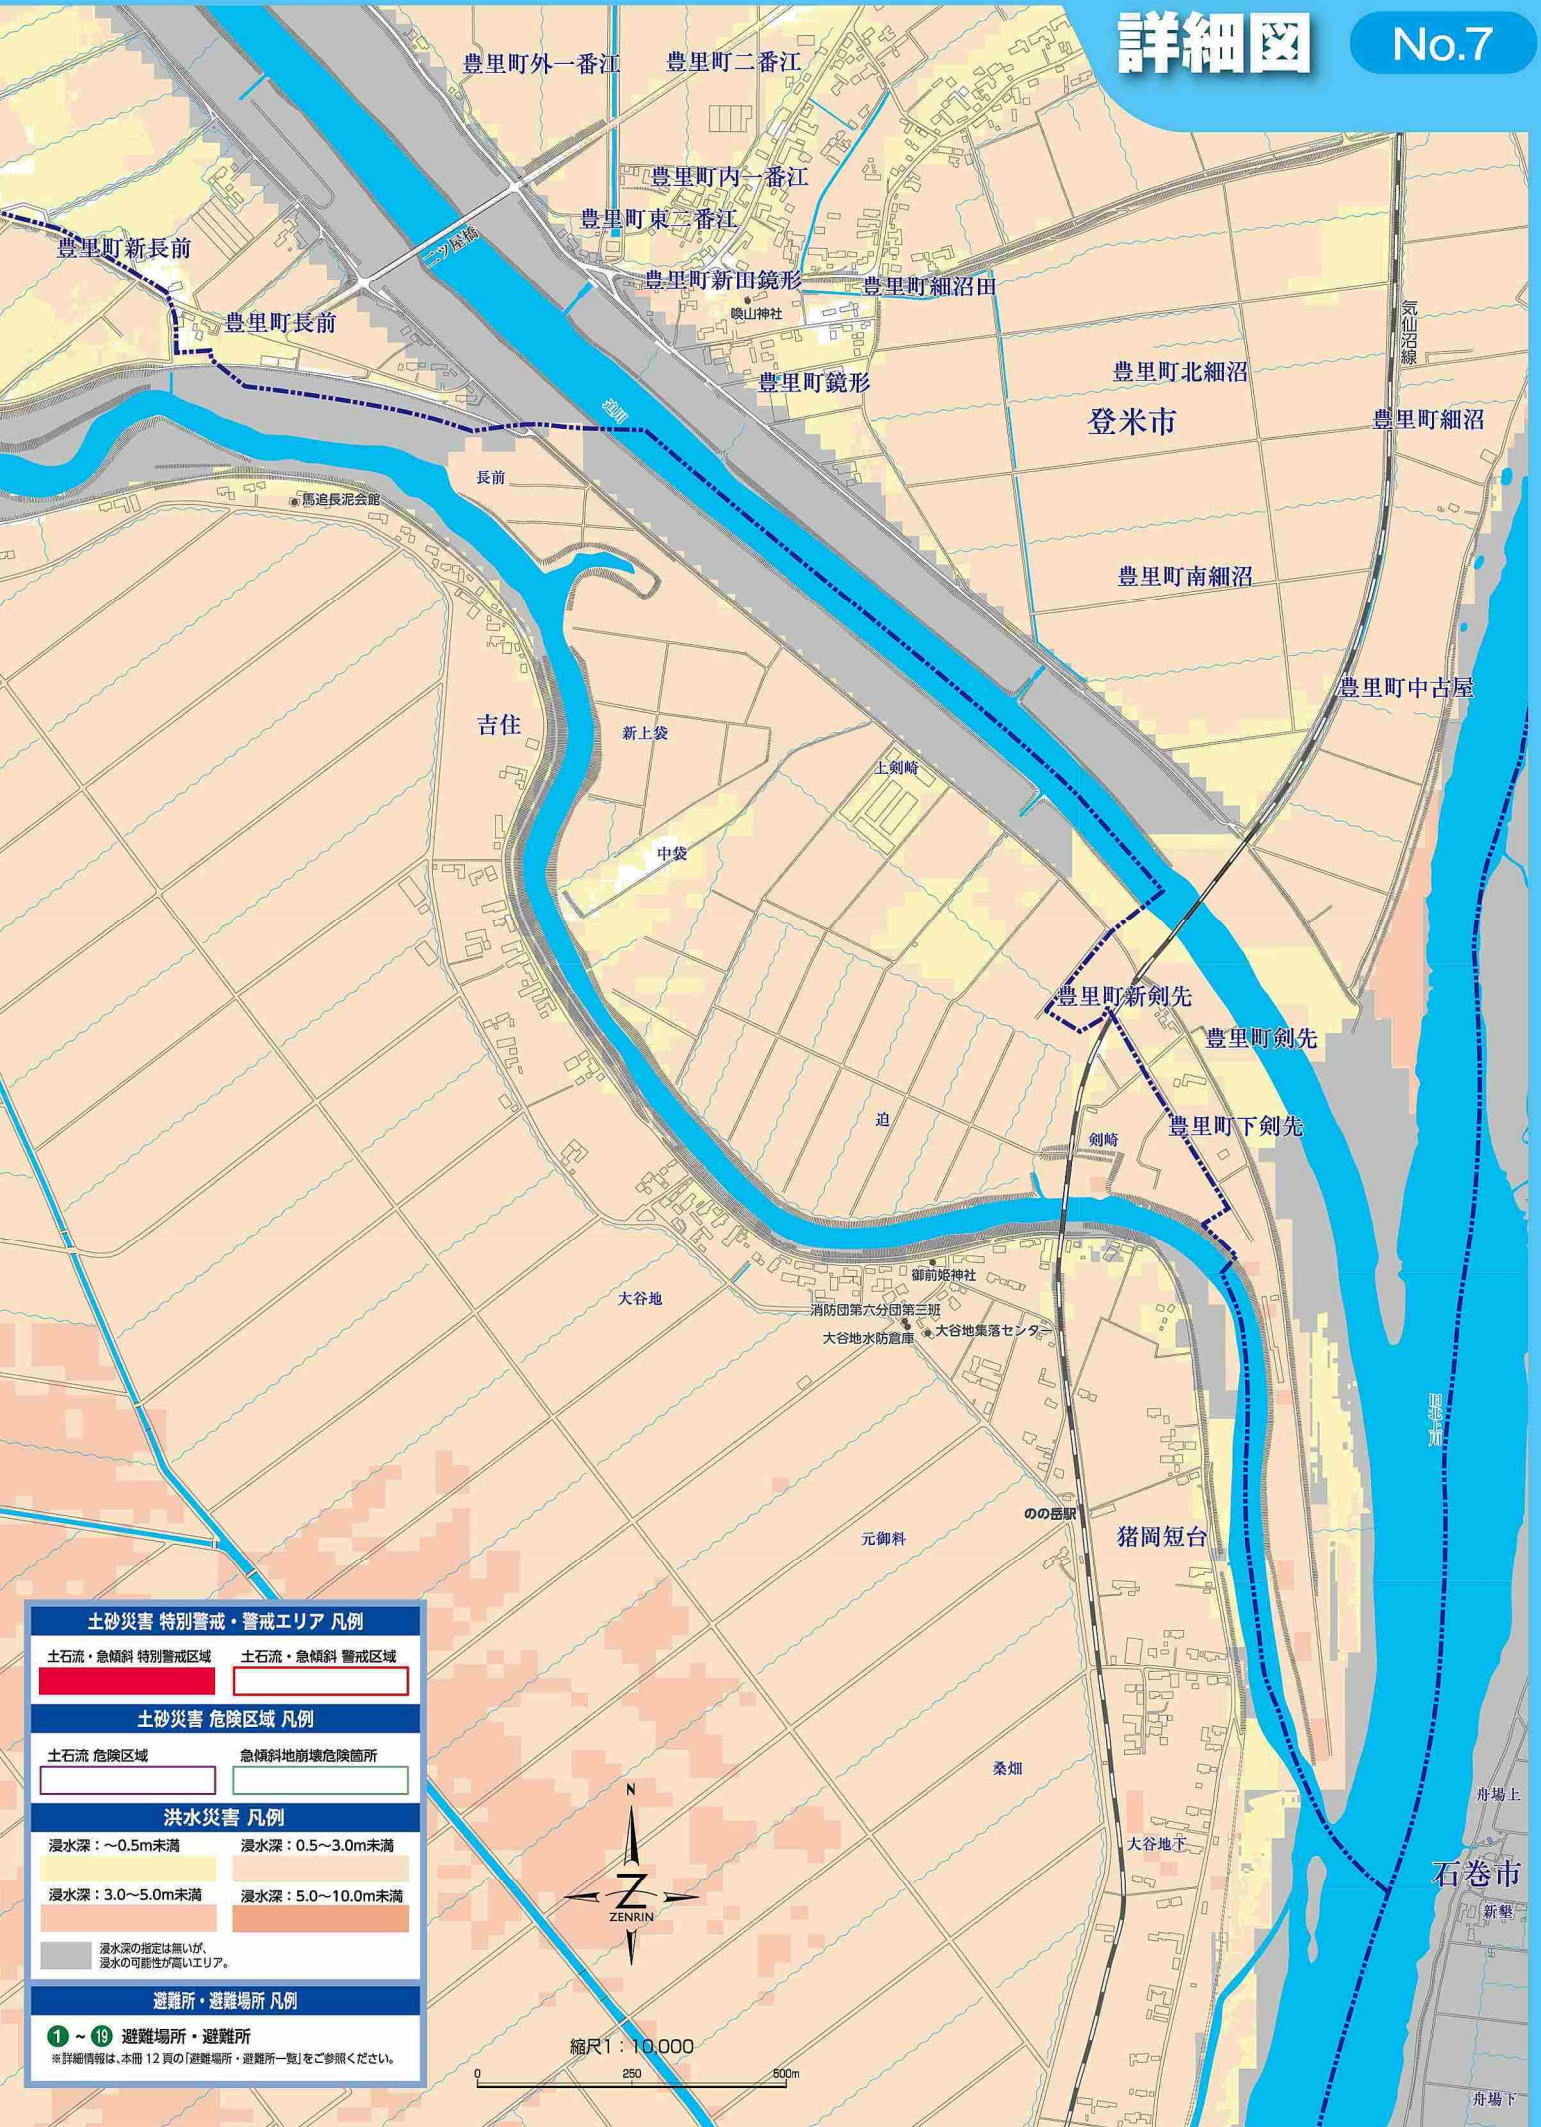 詳細図 No.7
豊里町外一番江
豊里町二番江
豊里町内一番江
豊里町東二番江
豊里町新長前
二ツ屋橋
豊里町新田鏡形
豊里町細沼田
喚山神社
豊里町長前
気仙沼線
豊里町鏡形
豊里町北細沼
登米市
豊里町細沼
迫川
長前
馬追長泥会館
豊里町南細沼
豊里町中古屋
吉住
新上袋
上剣崎
中袋
豊里町新剣先
豊里町剣先
迫
剣崎
豊里町下剣先
御前姫神社
大谷地
消防団第六分団第三班
大谷地水防倉庫
大谷地集落センター
旧北上川
のの岳駅
元御料
猪岡短台
桑畑
大谷地下
舟場上
石巻市
新墾
舟場下
土砂災害 特別警戒・警戒エリア 凡例
土石流・急傾斜 特別警戒区域
土石流・急傾斜 警戒区域
土砂災害 危険区域 凡例
土石流 危険区域
急傾斜地崩壊危険箇所
洪水災害 凡例
浸水深：～0.5m未満
浸水深：0.5～3.0m未満
浸水深：3.0～5.0m未満
浸水深：5.0～10.0m未満
浸水深の指定は無いが、
浸水の可能性が高いエリア。
避難所・避難場所 凡例
1 ～ 19 避難場所・避難所
※詳細情報は、本冊 12 頁の「避難場所・避難所一覧」をご参照ください。
N
Z
ZENRIN
縮尺1：10,000
0 250 500m